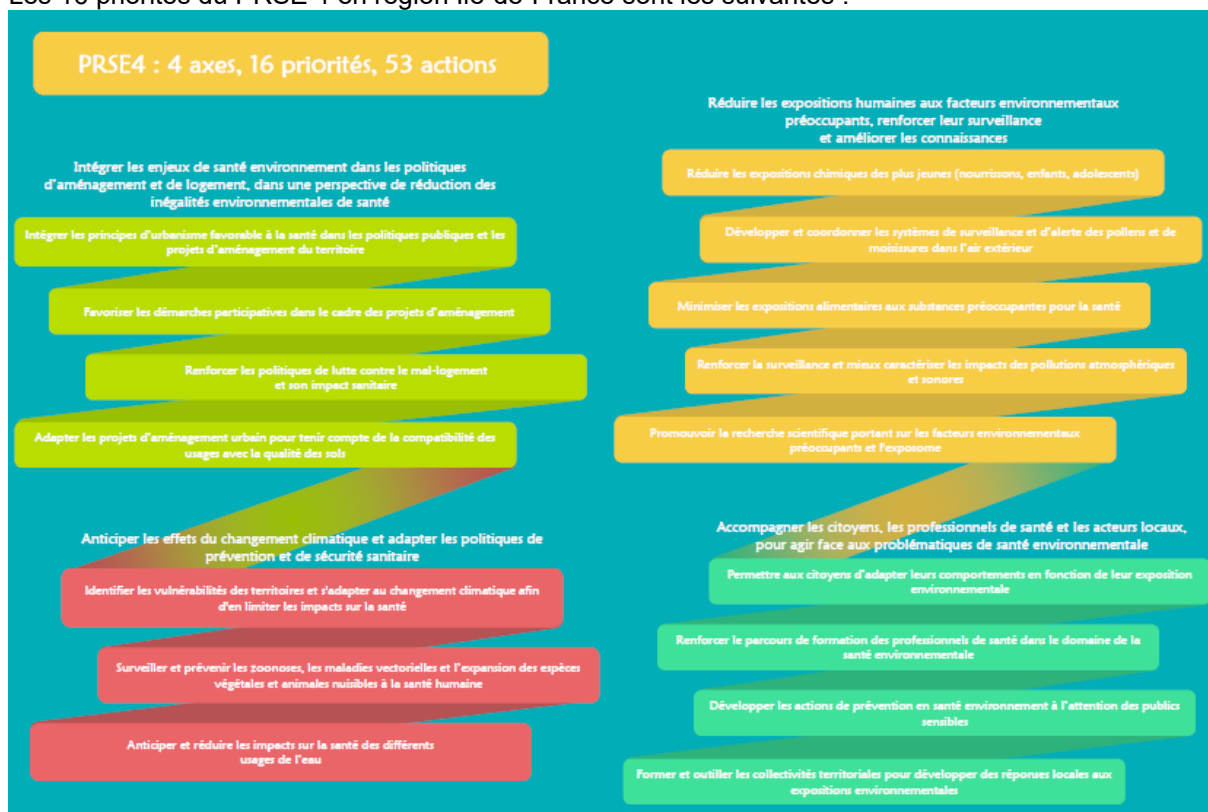 Les 16 priorités du PRSE 4 en région Île-de-France sont les suivantes :
PRSE4 : 4 axes, 16 priorités, 53 actions
Intégrer les enjeux de santé environnement dans les politiques
d'aménagement et de logement, dans une perspective de réduction des
inégalités environnementales de santé
Intégrer les principes d'urbanisme favorable à la santé dans les politiques publiques et les
projets d'aménagement du territoire
Favoriser les démarches participatives dans le cadre des projets d'aménagement
Renforcer les politiques de lutte contre le mal-logement
et son impact sanitaire
Adapter les projets d'aménagement urbain pour tenir compte de la compatibilité des
usages avec la qualité des sols
Anticiper les effets du changement climatique et adapter les politiques de
prévention et de sécurité sanitaire
Identifier les vulnérabilités des territoires et s'adapter au changement climatique afin
d'en limiter les impacts sur la santé
Surveiller et prévenir les zoonoses, les maladies vectorielles et l'expansion des espèces
végétales et animales nuisibles à la santé humaine
Anticiper et réduire les impacts sur la santé des différents
usages de l'eau
Réduire les expositions humaines aux facteurs environnementaux
préoccupants, renforcer leur surveillance
et améliorer les connaissances
Réduire les expositions chimiques des plus jeunes (nourrissons, enfants, adolescents)
Développer et coordonner les systèmes de surveillance et d'alerte des pollens et de
moisissures dans l'air extérieur
Minimiser les expositions alimentaires aux substances préoccupantes pour la santé
Renforcer la surveillance et mieux caractériser les impacts des pollutions atmosphériques
et sonores
Promouvoir la recherche scientifique portant sur les facteurs environnementaux
préoccupants et l'exposome
Accompagner les citoyens, les professionnels de santé et les acteurs locaux,
pour agir face aux problématiques de santé environnementale
Permettre aux citoyens d'adapter leurs comportements en fonction de leur exposition
environnementale
Renforcer le parcours de formation des professionnels de santé dans le domaine de la
santé environnementale
Développer les actions de prévention en santé environnement à l'attention des publics
sensibles
Former et outiller les collectivités territoriales pour développer des réponses locales aux
expositions environnementales